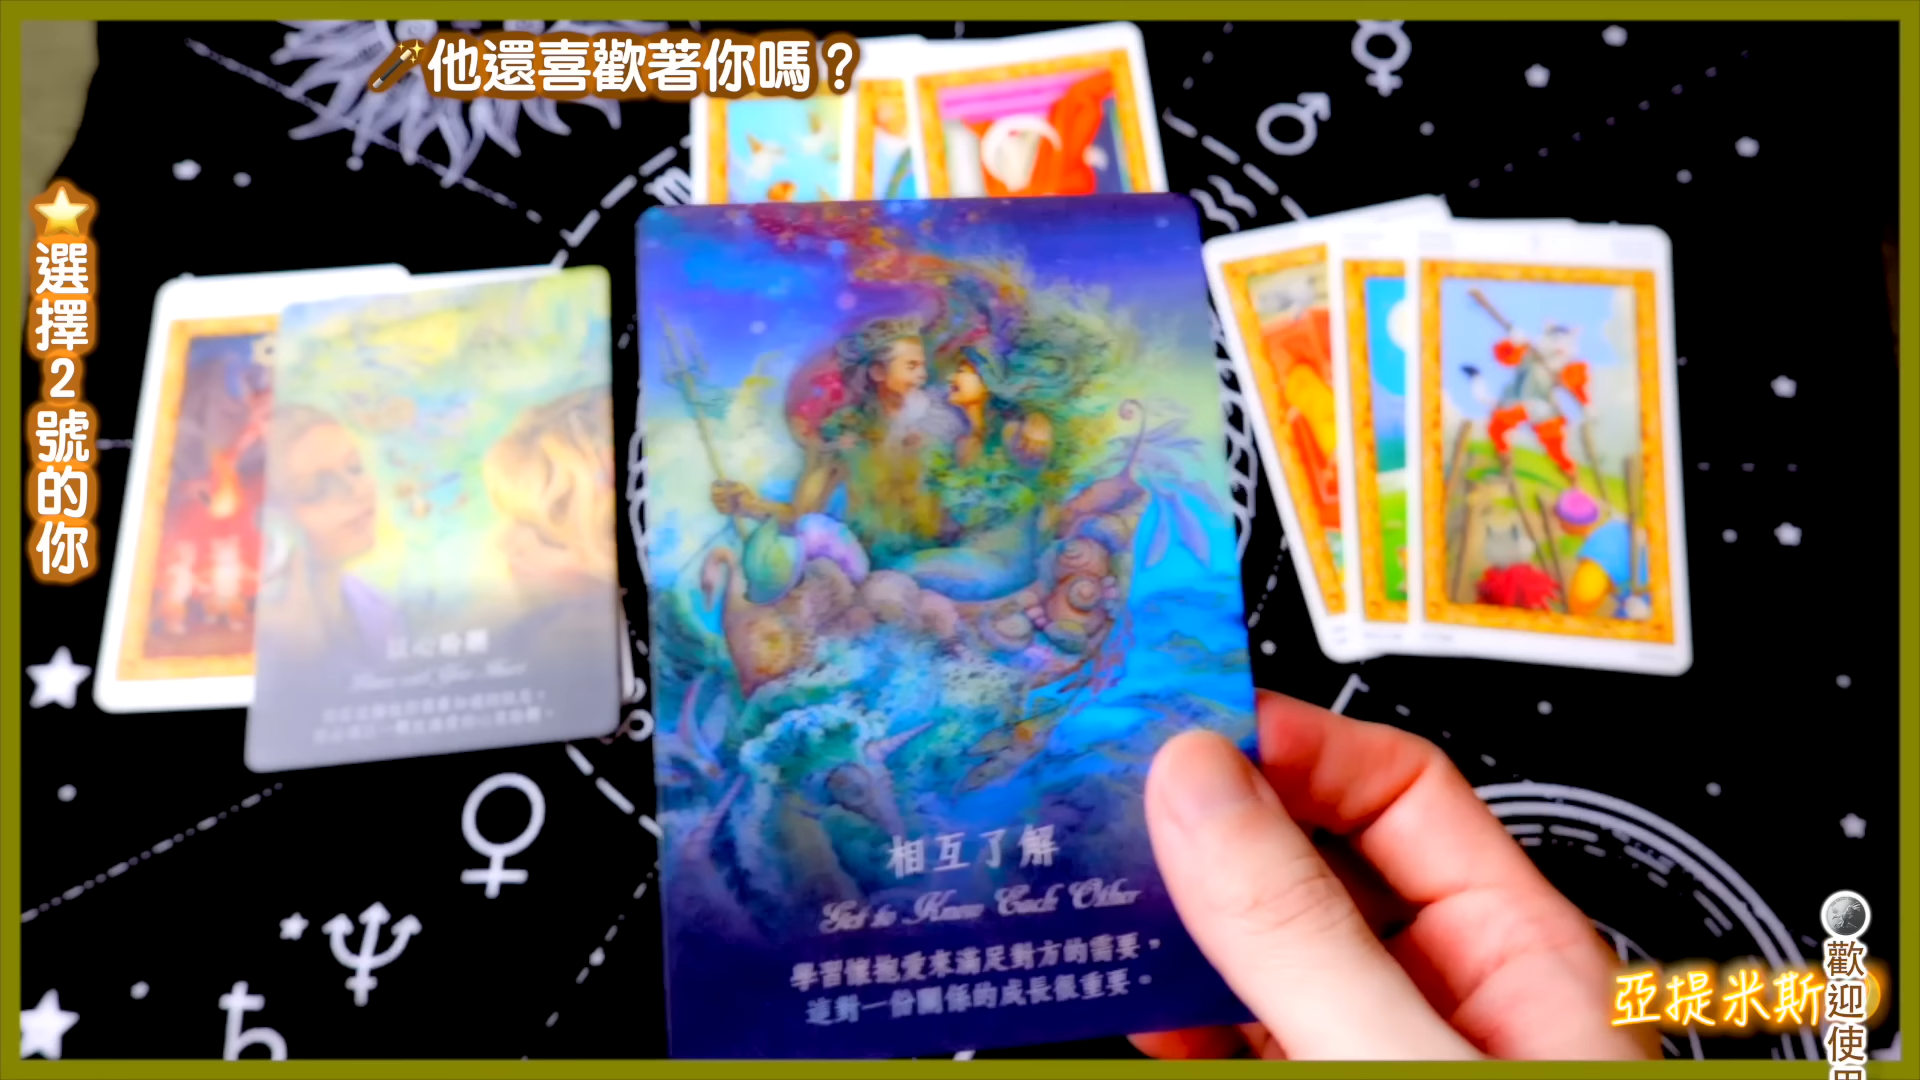 他還喜歡著你嗎？
選擇2號的你
相互了解
Get to Know Each Other
學習懷抱愛來滿足對方的需要，
這對一份關係的成長很重要。
亞提米斯
歡迎使用